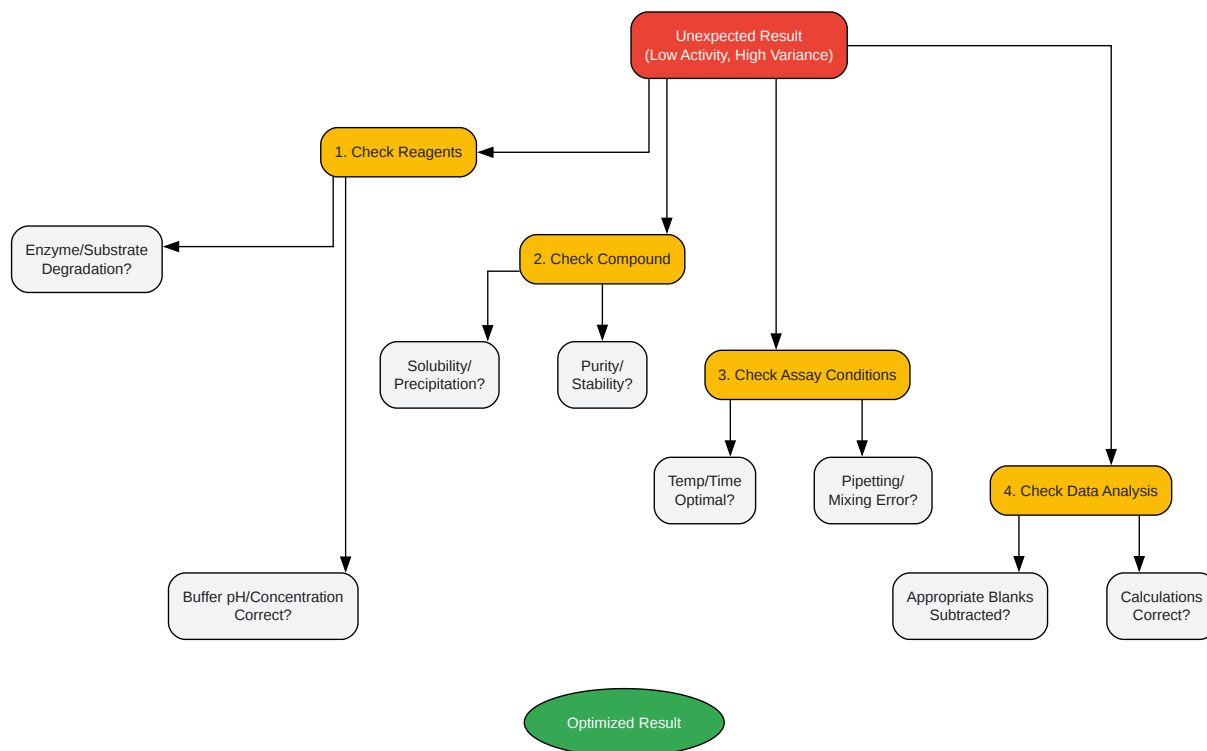 Unexpected Result
(Low Activity, High Variance)
1. Check Reagents
Enzyme/Substrate
Degradation?
2. Check Compound
Solubility/
Precipitation?
Purity/
Stability?
3. Check Assay Conditions
Temp/Time
Optimal?
Pipetting/
Mixing Error?
4. Check Data Analysis
Buffer pH/Concentration
Correct?
Appropriate Blanks
Subtracted?
Calculations
Correct?
Optimized Result